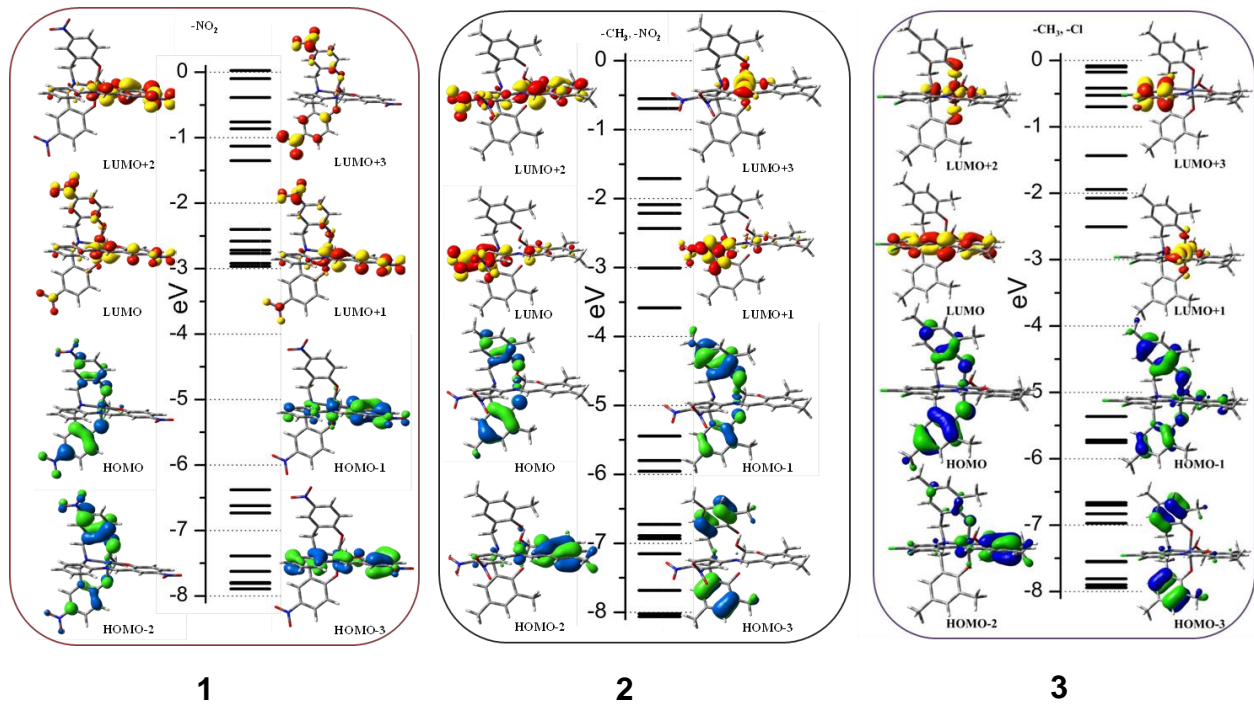 -NO₂
0
-1
-2
-3
-4
-5
-6
-7
-8
eV
LUMO+2
LUMO+3
LUMO
LUMO+1
HOMO
HOMO-1
HOMO-2
HOMO-3
1
-CH₃, -NO₂
0
-1
-2
-3
-4
-5
-6
-7
-8
eV
LUMO+2
LUMO+3
LUMO
LUMO+1
HOMO
HOMO-1
HOMO-2
HOMO-3
2
-CH₃, -Cl
0
-1
-2
-3
-4
-5
-6
-7
-8
eV
LUMO+2
LUMO+3
LUMO
LUMO+1
HOMO
HOMO-1
HOMO-2
HOMO-3
3